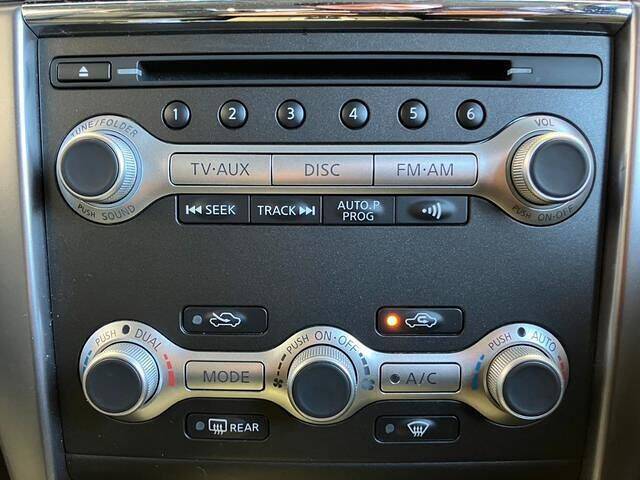 1 2 3 4 5 6
TUNE/FOLDER
VOL
TV·AUX DISC FM·AM
PUSH SOUND
PUSH ON·OFF
SEEK TRACK AUTO.P
PROG
PUSH DUAL
PUSH ON·OFF
PUSH AUTO
MODE
A/C
REAR